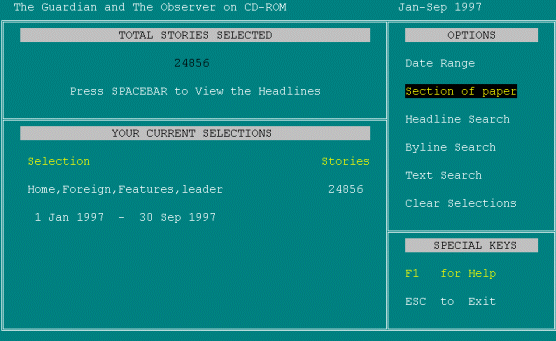 The Guardian and The Observer on CD-ROM Jan-Sep 1997
TOTAL STORIES SELECTED
24856
Press SPACEBAR to View the Headlines
YOUR CURRENT SELECTIONS
Selection Stories
Home,Foreign,Features,leader 24856
1 Jan 1997 - 30 Sep 1997
OPTIONS
Date Range
Section of paper
Headline Search
Byline Search
Text Search
Clear Selections
SPECIAL KEYS
F1 for Help
ESC to Exit